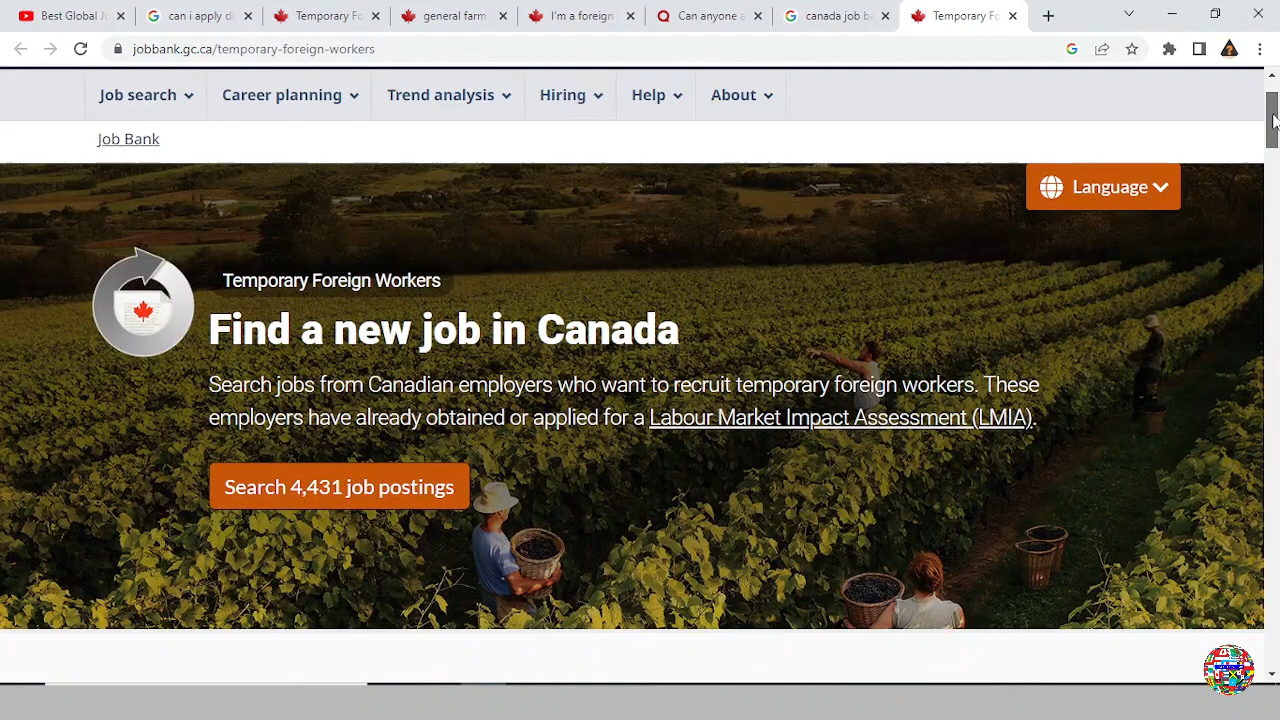 Best Global J
can i apply d
Temporary Fo
general farm
I'm a foreign
Can anyone a
canada job b
Temporary Fo
jobbank.gc.ca/temporary-foreign-workers
Job search
Career planning
Trend analysis
Hiring
Help
About
Job Bank
Language
Temporary Foreign Workers
Find a new job in Canada
Search jobs from Canadian employers who want to recruit temporary foreign workers. These
employers have already obtained or applied for a Labour Market Impact Assessment (LMIA).
Search 4,431 job postings